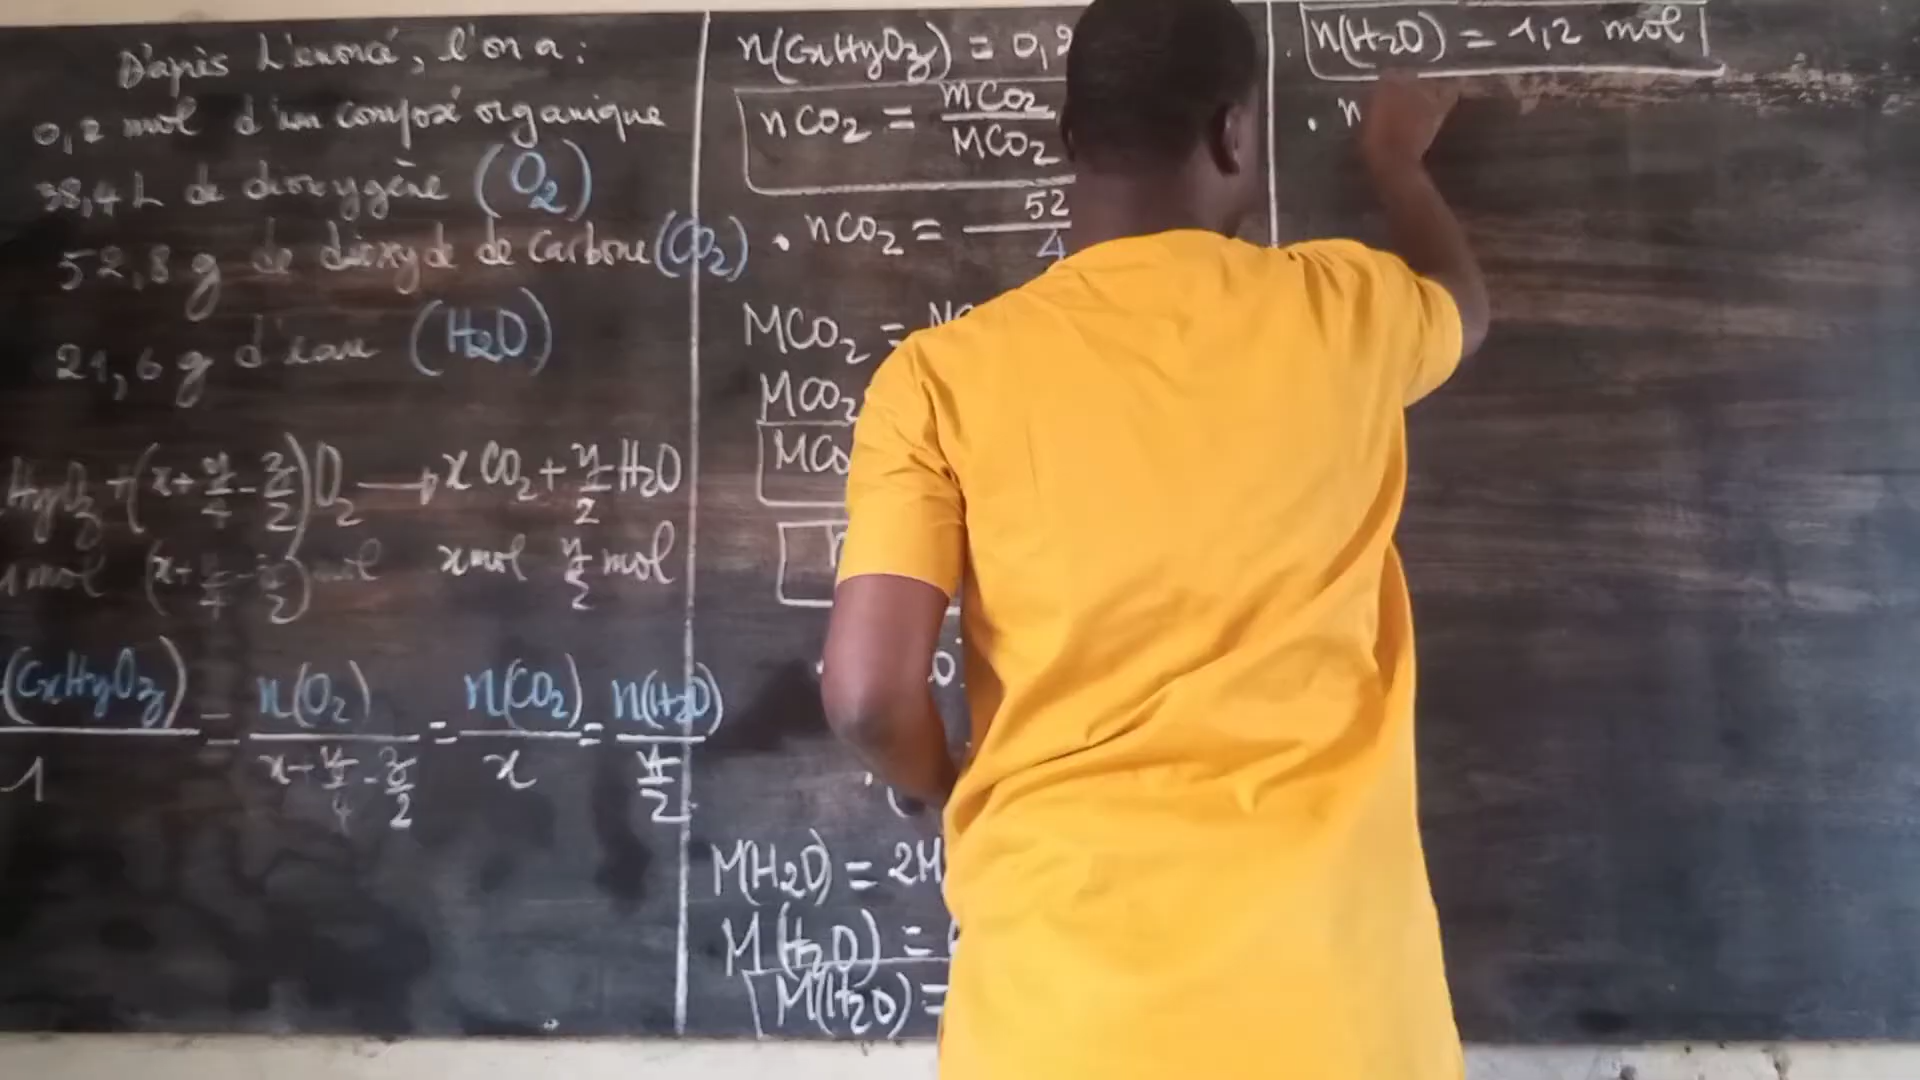 D'après L'énoncé, l'on a :
0,2 mol d'un composé organique
38,4 L de dioxygène (O2)
52,8 g de dioxyde de carbone (CO2)
21,6 g d'eau (H2O)
HyOz + (x + y/4 - z/2) O2 → x CO2 + y/2 H2O
1 mol (x + y/4 - z/2) mol x mol y/2 mol
(CxHyOz)/1 = n(O2)/(x + y/4 - z/2) = n(CO2)/x = n(H2O)/(y/2)
n(CxHyOz) = 0,2
nCO2 = mCO2/MCO2
. nCO2 = 52/4
MCO2 =
MCO2
MCO
M(H2O) = 2M
M(H2O) =
M(H2O) =
. n(H2O) = 1,2 mol
. n